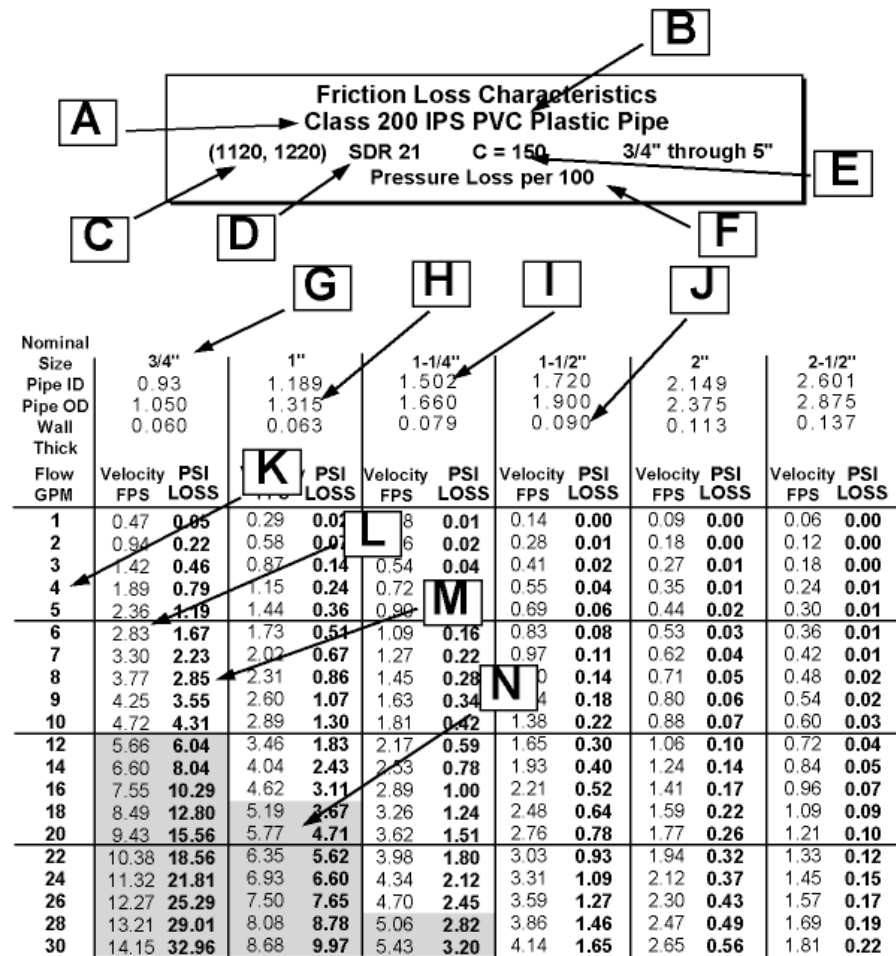 B
A
Friction Loss Characteristics
Class 200 IPS PVC Plastic Pipe
(1120, 1220) SDR 21 C = 150 3/4" through 5"
Pressure Loss per 100
E
C D F
G H I J
Nominal
Size 3/4" 1" 1-1/4" 1-1/2" 2" 2-1/2"
Pipe ID 0.93 1.189 1.502 1.720 2.149 2.601
Pipe OD 1.050 1.315 1.660 1.900 2.375 2.875
Wall 0.060 0.063 0.079 0.090 0.113 0.137
Thick
K
Flow Velocity PSI PSI Velocity PSI Velocity PSI Velocity PSI Velocity PSI
GPM FPS LOSS LOSS FPS LOSS FPS LOSS FPS LOSS FPS LOSS
1 0.47 0.05 0.29 0.01 0.14 0.00 0.09 0.00 0.06 0.00
2 0.94 0.22 0.58 0.02 0.28 0.01 0.18 0.00 0.12 0.00
L
3 1.42 0.46 0.87 0.14 0.54 0.04 0.41 0.02 0.27 0.01 0.18 0.00
4 1.89 0.79 1.15 0.24 0.72 0.55 0.04 0.35 0.01 0.24 0.01
5 2.36 1.19 1.44 0.36 0.90 0.69 0.06 0.44 0.02 0.30 0.01
M
6 2.83 1.67 1.73 0.51 1.09 0.16 0.83 0.08 0.53 0.03 0.36 0.01
7 3.30 2.23 2.02 0.67 1.27 0.22 0.97 0.11 0.62 0.04 0.42 0.01
8 3.77 2.85 2.31 0.86 1.45 0.28 0.14 0.71 0.05 0.48 0.02
N
9 4.25 3.55 2.60 1.07 1.63 0.34 0.18 0.80 0.06 0.54 0.02
10 4.72 4.31 2.89 1.30 1.81 0.42 1.38 0.22 0.88 0.07 0.60 0.03
12 5.66 6.04 3.46 1.83 2.17 0.59 1.65 0.30 1.06 0.10 0.72 0.04
14 6.60 8.04 4.04 2.43 2.53 0.78 1.93 0.40 1.24 0.14 0.84 0.05
16 7.55 10.29 4.62 3.11 2.89 1.00 2.21 0.52 1.41 0.17 0.96 0.07
18 8.49 12.80 5.19 3.67 3.26 1.24 2.48 0.64 1.59 0.22 1.09 0.09
20 9.43 15.56 5.77 4.71 3.62 1.51 2.76 0.78 1.77 0.26 1.21 0.10
22 10.38 18.56 6.35 5.62 3.98 1.80 3.03 0.93 1.94 0.32 1.33 0.12
24 11.32 21.81 6.93 6.60 4.34 2.12 3.31 1.09 2.12 0.37 1.45 0.15
26 12.27 25.29 7.50 7.65 4.70 2.45 3.59 1.27 2.30 0.43 1.57 0.17
28 13.21 29.01 8.08 8.78 5.06 2.82 3.86 1.46 2.47 0.49 1.69 0.19
30 14.15 32.96 8.68 9.97 5.43 3.20 4.14 1.65 2.65 0.56 1.81 0.22